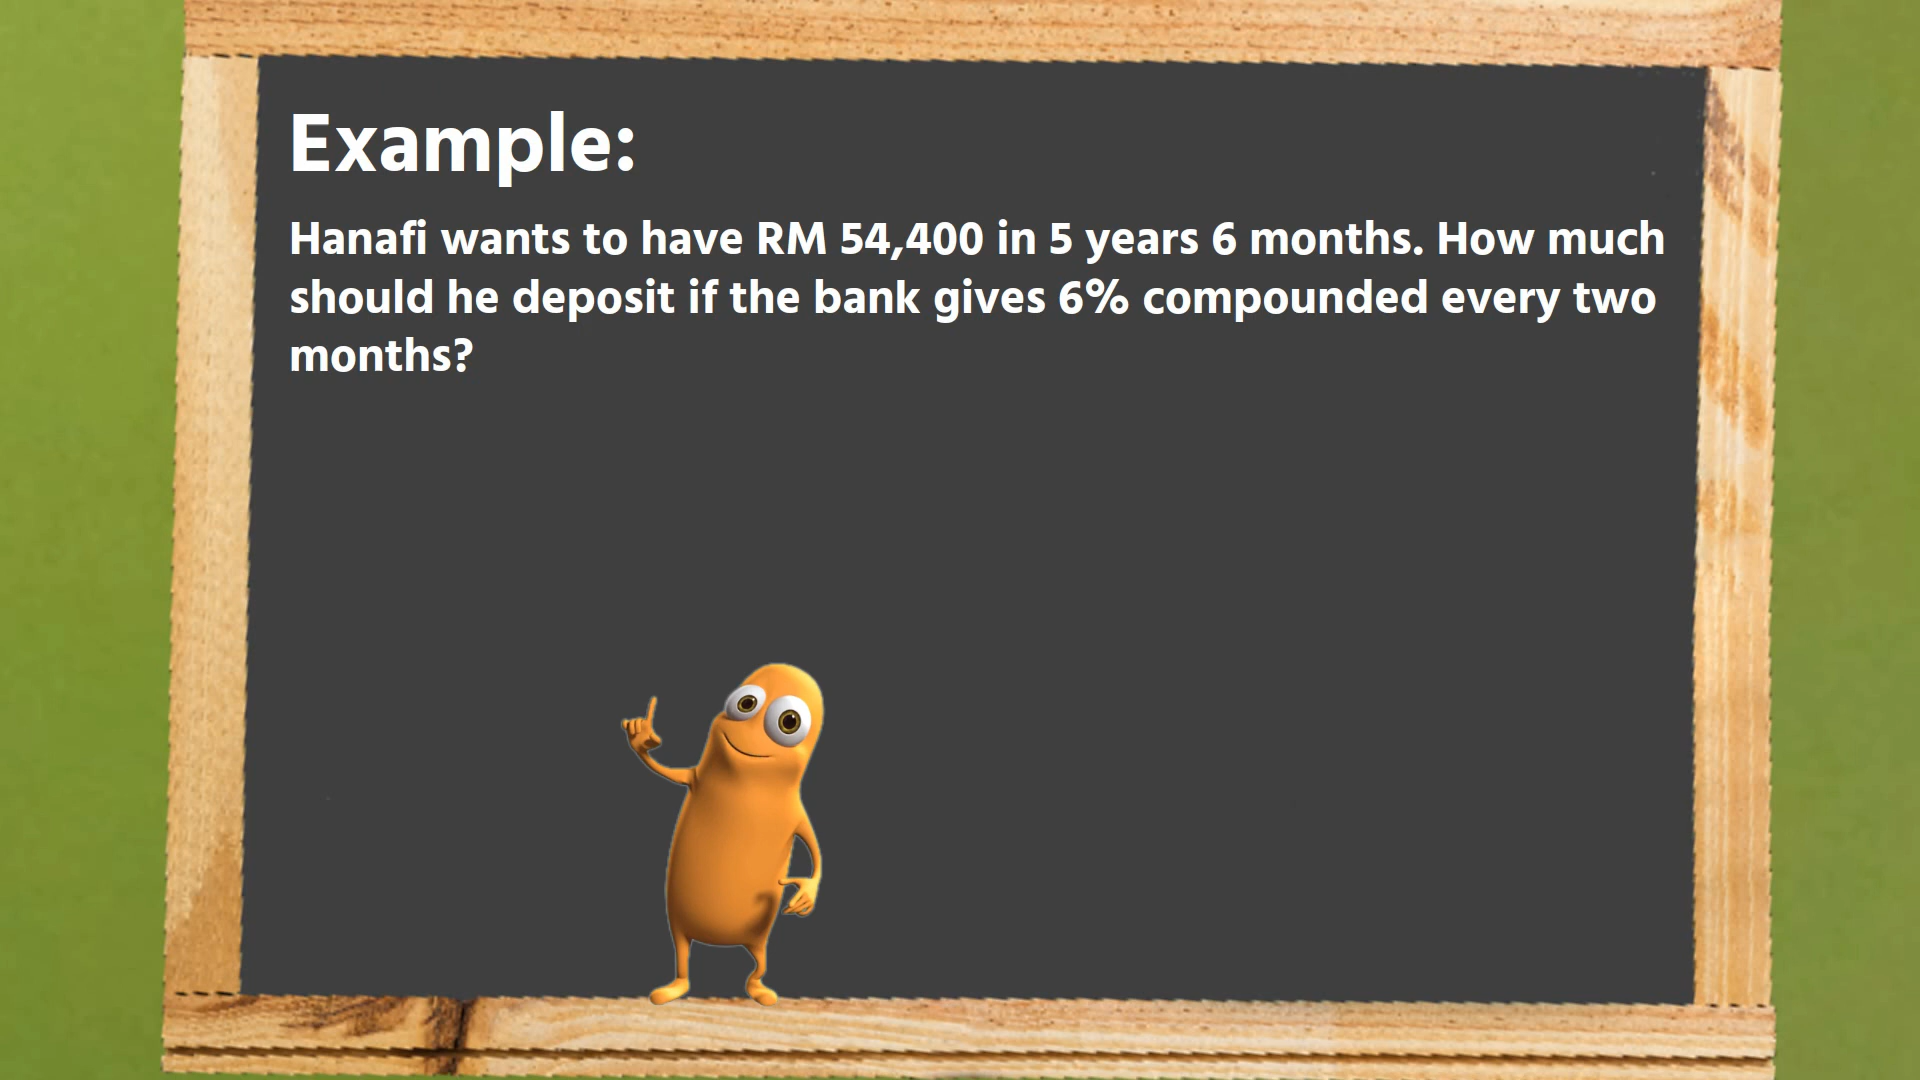 Example:
Hanafi wants to have RM 54,400 in 5 years 6 months. How much
should he deposit if the bank gives 6% compounded every two
months?